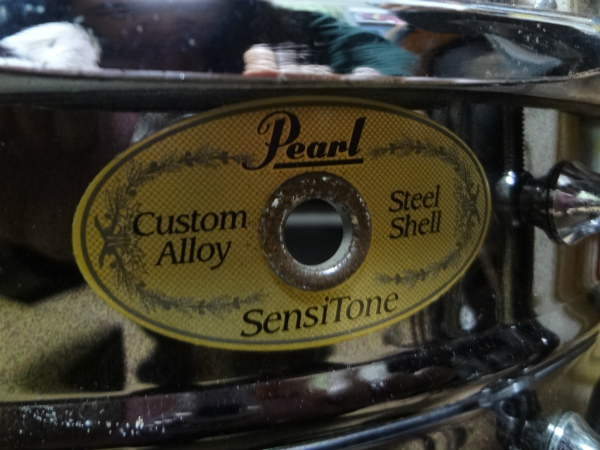 Pearl
Custom
Alloy
Steel
Shell
SensiTone